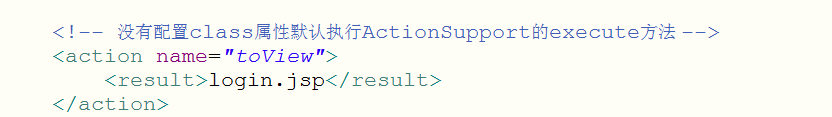 <!-- 没有配置class属性默认执行ActionSupport的execute方法 -->
<action name="toView">
<result>login.jsp</result>
</action>